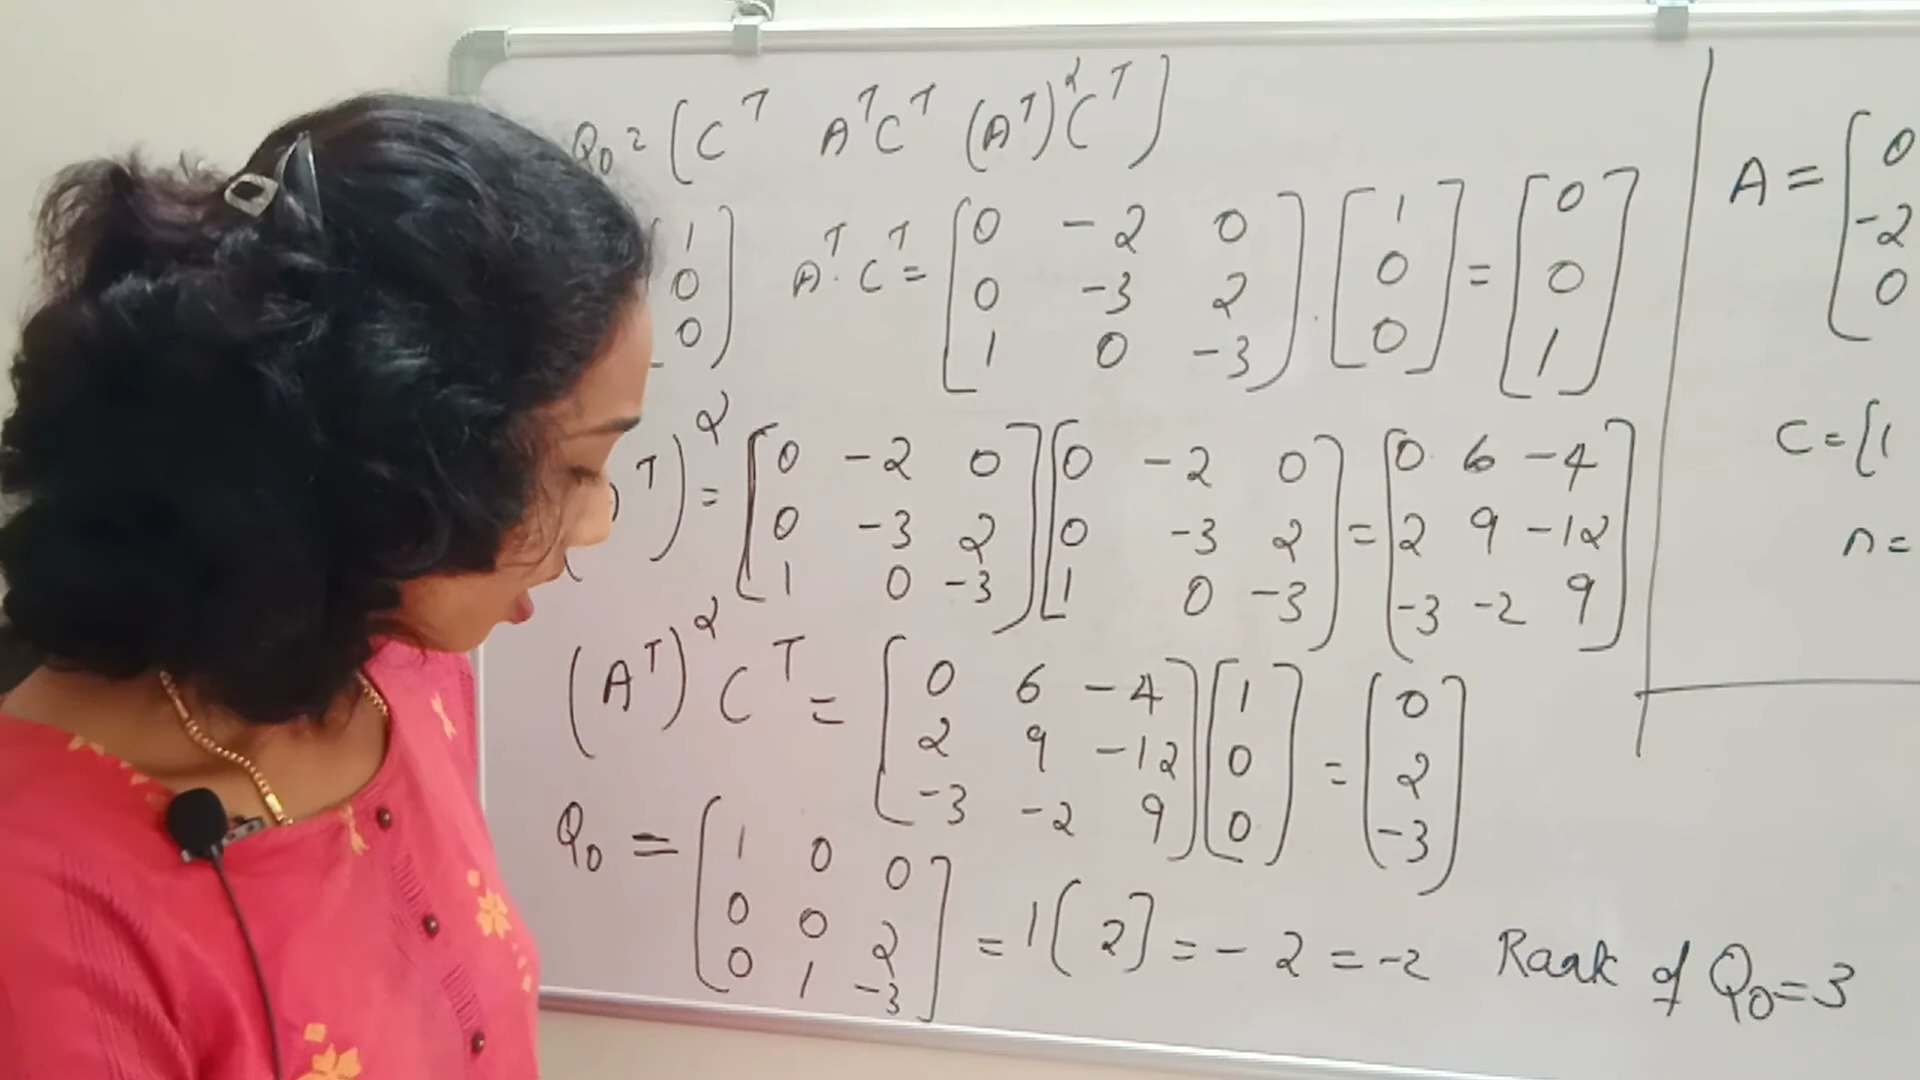 Q0 = [C^T A^T C^T (A^T)^2 C^T]
[1 0 0] A^T . C^T = [0 -2 0; 0 -3 2; 1 0 -3] . [1; 0; 0] = [0; 0; 1]
T)^2 = [0 -2 0; 0 -3 2; 1 0 -3] [0 -2 0; 0 -3 2; 1 0 -3] = [0 6 -4; 2 9 -12; -3 -2 9]
(A^T)^2 C^T = [0 6 -4; 2 9 -12; -3 -2 9] [1; 0; 0] = [0; 2; -3]
Q0 = [1 0 0; 0 0 2; 0 1 -3] = 1[2] = -2 = -2 Rank of Q0=3
A = [0; -2; 0
C = [1
n =